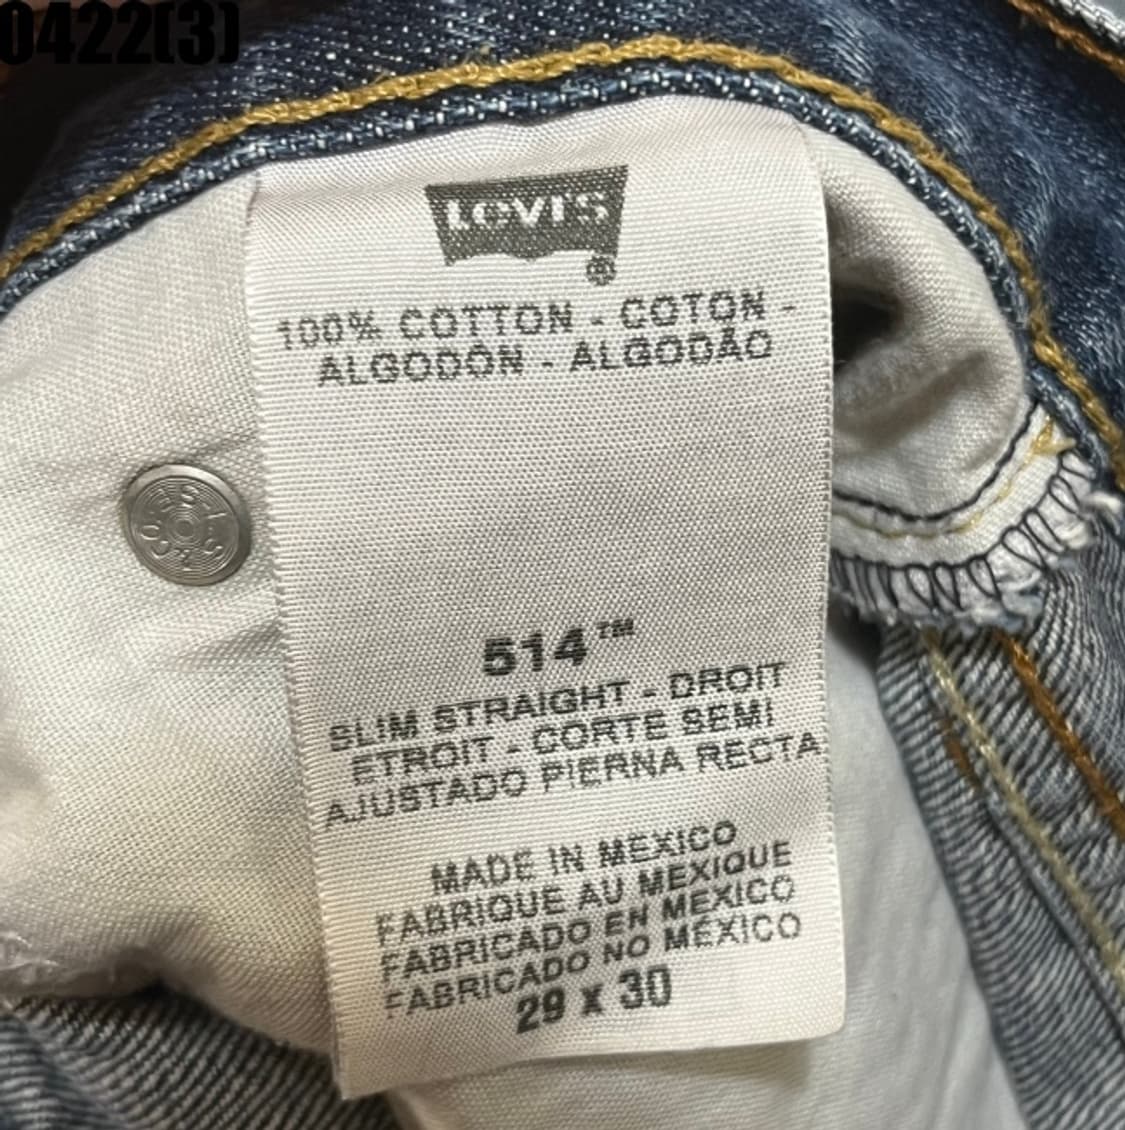 0422(3)
LEVI'S
®
100% COTTON - COTON -
ALGODÓN - ALGODÃO
514™
SLIM STRAIGHT - DROIT
ETROIT - CORTE SEMI
AJUSTADO PIERNA RECTA
MADE IN MEXICO
FABRIQUE AU MEXIQUE
FABRICADO EN MEXICO
FABRICADO NO MÉXICO
29 X 30